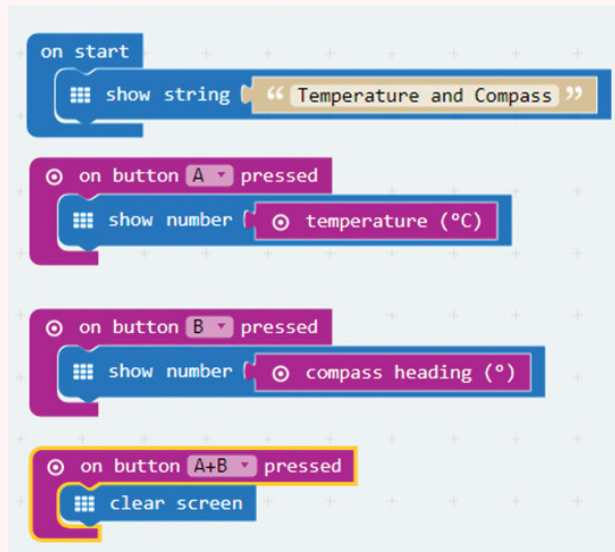 on start
show string “ Temperature and Compass ”
on button A pressed
show number temperature (ºC)
on button B pressed
show number compass heading (º)
on button A+B pressed
clear screen